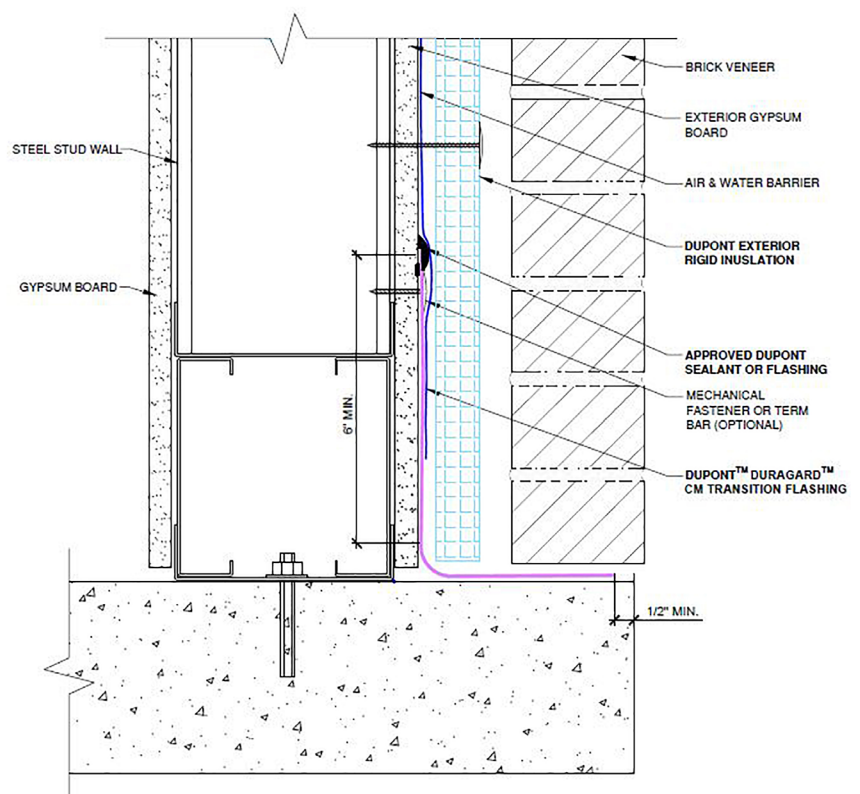 STEEL STUD WALL
GYPSUM BOARD
6" MIN.
BRICK VENEER
EXTERIOR GYPSUM
BOARD
AIR & WATER BARRIER
DUPONT EXTERIOR
RIGID INUSLATION
APPROVED DUPONT
SEALANT OR FLASHING
MECHANICAL
FASTENER OR TERM
BAR (OPTIONAL)
DUPONT™ DURAGARD™
CM TRANSITION FLASHING
1/2" MIN.